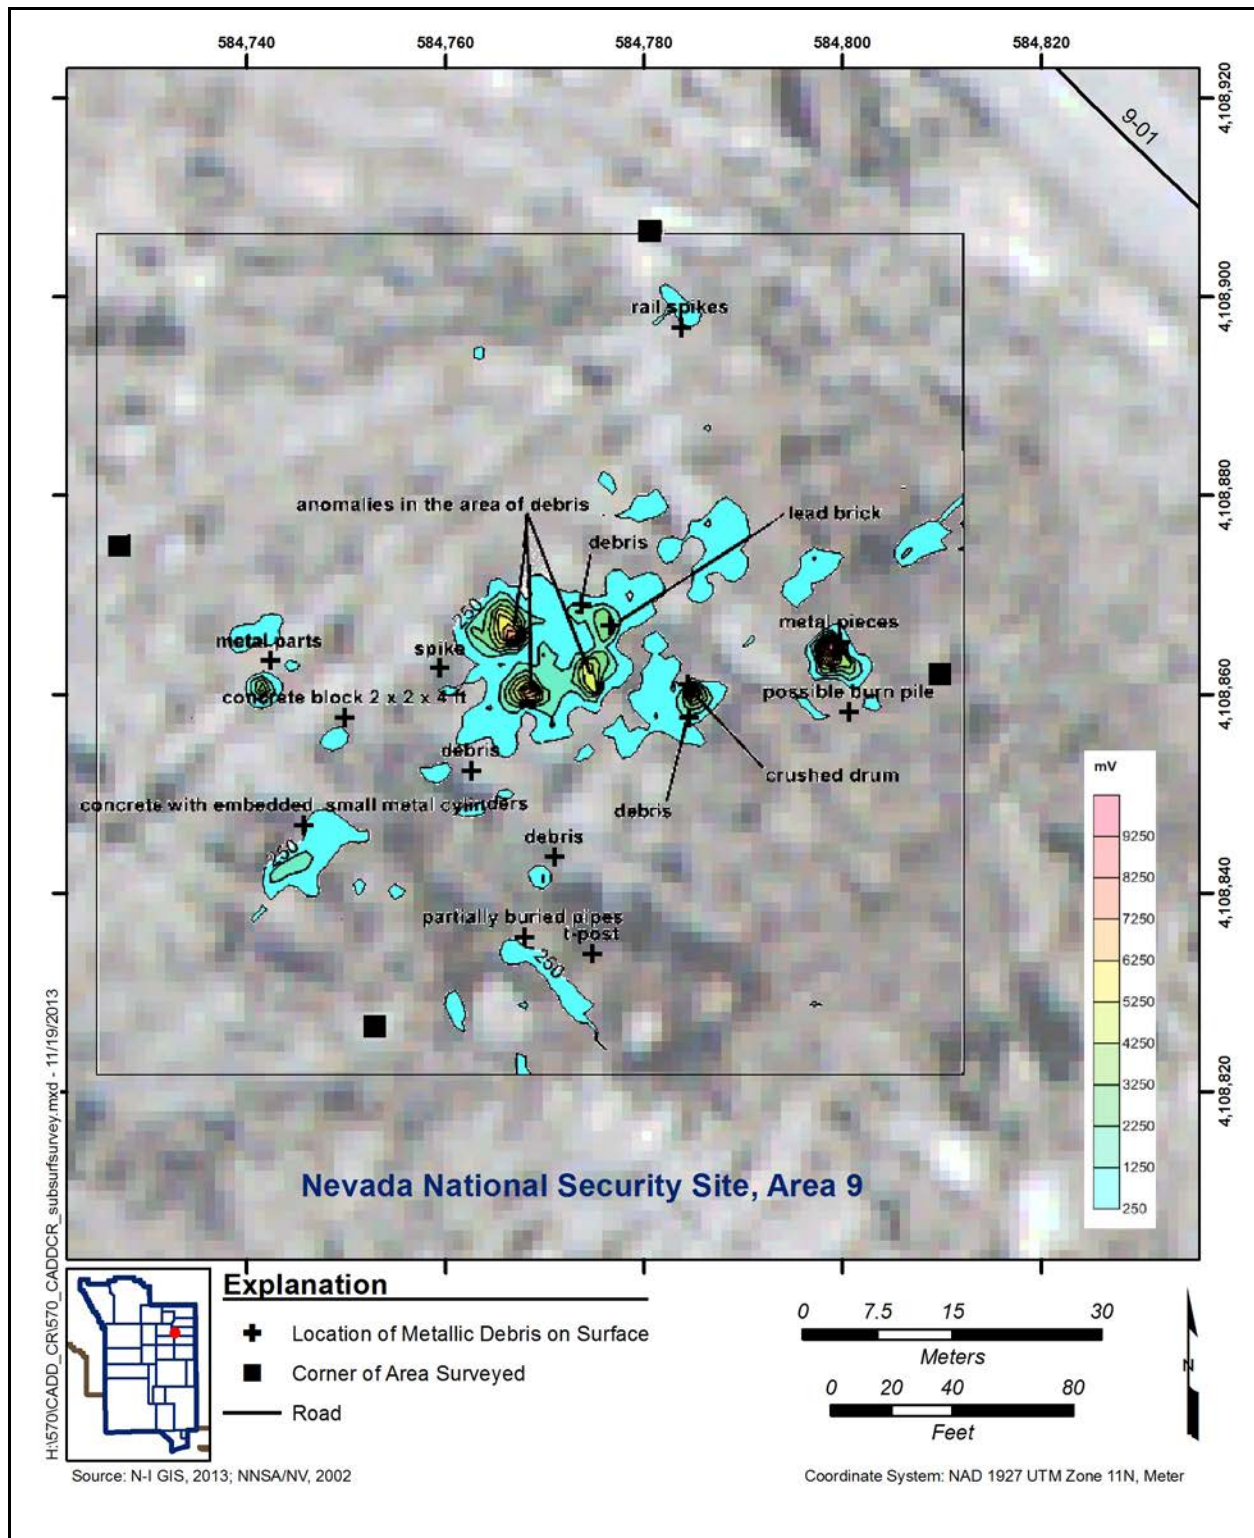 584,740
584,760
584,780
584,800
584,820
4,108,920
9-01
4,108,900
rail spikes
4,108,880
anomalies in the area of debris
lead brick
debris
250
metal parts
spike
metal pieces
4,108,860
concrete block 2 x 2 x 4 ft
possible burn pile
debris
crushed drum
concrete with embedded small metal cylinders
debris
250
debris
4,108,840
partially buried pipes
t-post
250
4,108,820
mV
9250
8250
7250
6250
5250
4250
3250
2250
1250
250
Nevada National Security Site, Area 9
H:\570\CADD_CR\570_CADDCR_subsurfsurvey.mxd - 11/19/2013
Explanation
Location of Metallic Debris on Surface
Corner of Area Surveyed
Road
0 7.5 15 30
Meters
0 20 40 80
Feet
N
Source: N-I GIS, 2013; NNSA/NV, 2002
Coordinate System: NAD 1927 UTM Zone 11N, Meter